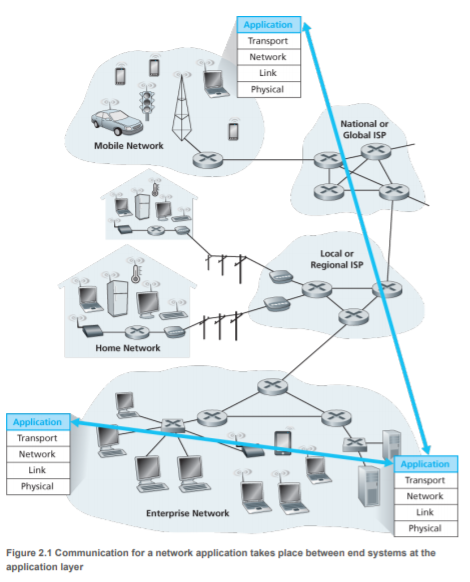 Application
Transport
Network
Link
Physical
National or
Global ISP
Mobile Network
Local or
Regional ISP
Home Network
Application
Transport
Network
Link
Physical
Application
Transport
Network
Link
Physical
Enterprise Network
Figure 2.1 Communication for a network application takes place between end systems at the
application layer